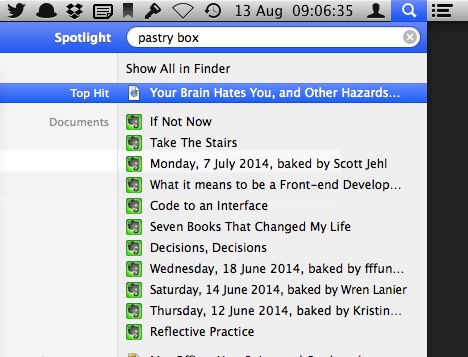 13 Aug 09:06:35
Spotlight pastry box
Show All in Finder
Top Hit Your Brain Hates You, and Other Hazards...
Documents If Not Now
Take The Stairs
Monday, 7 July 2014, baked by Scott Jehl
What it means to be a Front-end Develop...
Code to an Interface
Seven Books That Changed My Life
Decisions, Decisions
Wednesday, 18 June 2014, baked by fffun...
Saturday, 14 June 2014, baked by Wren Lanier
Thursday, 12 June 2014, baked by Kristin...
Reflective Practice